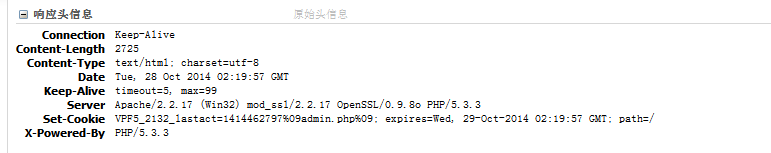 响应头信息 原始头信息
Connection Keep-Alive
Content-Length 2725
Content-Type text/html; charset=utf-8
Date Tue, 28 Oct 2014 02:19:57 GMT
Keep-Alive timeout=5, max=99
Server Apache/2.2.17 (Win32) mod_ssl/2.2.17 OpenSSL/0.9.8o PHP/5.3.3
Set-Cookie VPF5_2132_lastact=1414462797%09admin.php%09; expires=Wed, 29-Oct-2014 02:19:57 GMT; path=/
X-Powered-By PHP/5.3.3